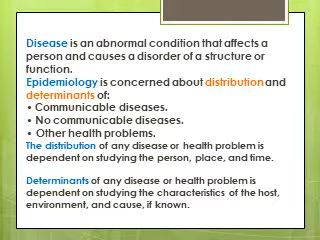 Disease is an abnormal condition that affects a
person and causes a disorder of a structure or
function.
Epidemiology is concerned about distribution and
determinants of:
• Communicable diseases.
• No communicable diseases.
• Other health problems.
The distribution of any disease or health problem is
dependent on studying the person, place, and time.
Determinants of any disease or health problem is
dependent on studying the characteristics of the host,
environment, and cause, if known.